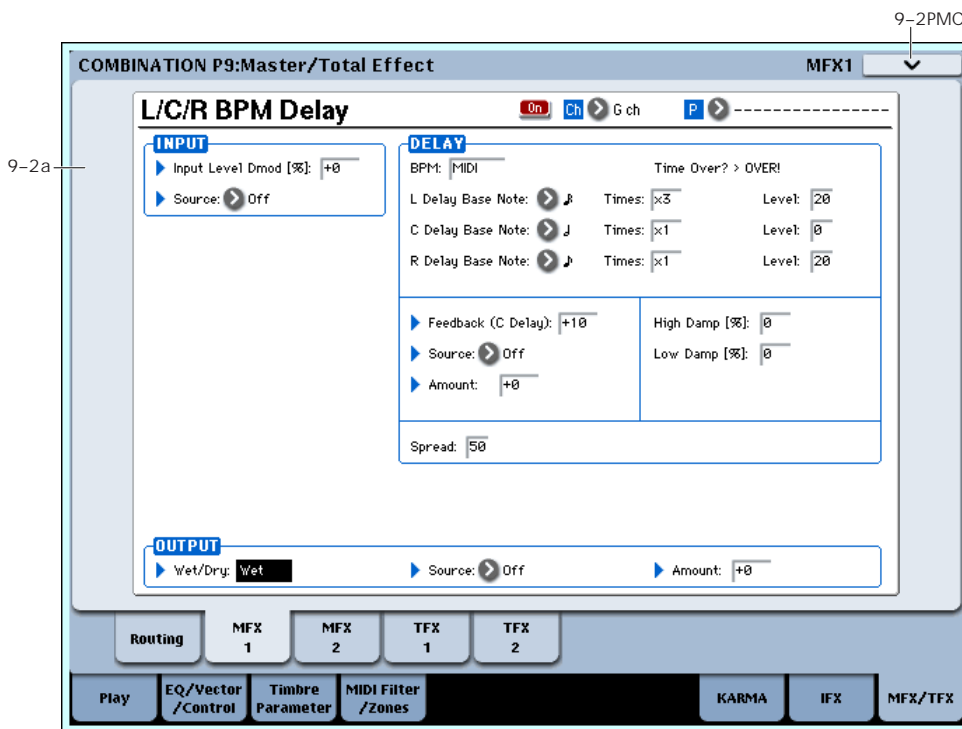 9-2PMC
COMBINATION P9:Master/Total Effect MFX1
L/C/R BPM Delay On Ch G ch P ----------------
9-2a
INPUT
Input Level Dmod [%]: +0
Source: Off
DELAY
BPM: MIDI Time Over? > OVER!
L Delay Base Note: Times: x3 Level: 20
C Delay Base Note: Times: x1 Level: 0
R Delay Base Note: Times: x1 Level: 20
Feedback (C Delay): +10 High Damp [%]: 0
Source: Off Low Damp [%]: 0
Amount: +0
Spread: 50
OUTPUT
Wet/Dry: Wet Source: Off Amount: +0
Routing MFX 1 MFX 2 TFX 1 TFX 2
Play EQ/Vector /Control Timbre Parameter MIDI Filter /Zones KARMA IFX MFX/TFX